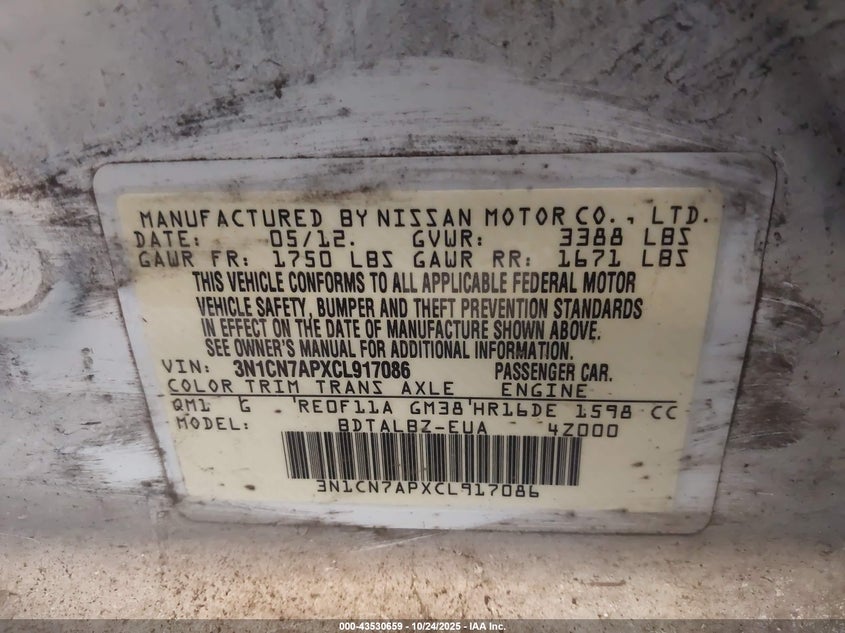 MANUFACTURED BY NISSAN MOTOR CO., LTD.
DATE: 05/12. GVWR: 3388 LBS
GAWR FR: 1750 LBS GAWR RR: 1671 LBS
THIS VEHICLE CONFORMS TO ALL APPLICABLE FEDERAL MOTOR
VEHICLE SAFETY, BUMPER AND THEFT PREVENTION STANDARDS
IN EFFECT ON THE DATE OF MANUFACTURE SHOWN ABOVE.
SEE OWNER'S MANUAL FOR ADDITIONAL INFORMATION.
VIN: 3N1CN7APXCL917086 PASSENGER CAR.
COLOR TRIM TRANS AXLE ENGINE
QM1 G RE0F11A GM38 HR16DE 1598 CC
MODEL: BDTALBZ-EUA 4Z000
3N1CN7APXCL917086
000-43530659 - 10/24/2025 - IAA Inc.